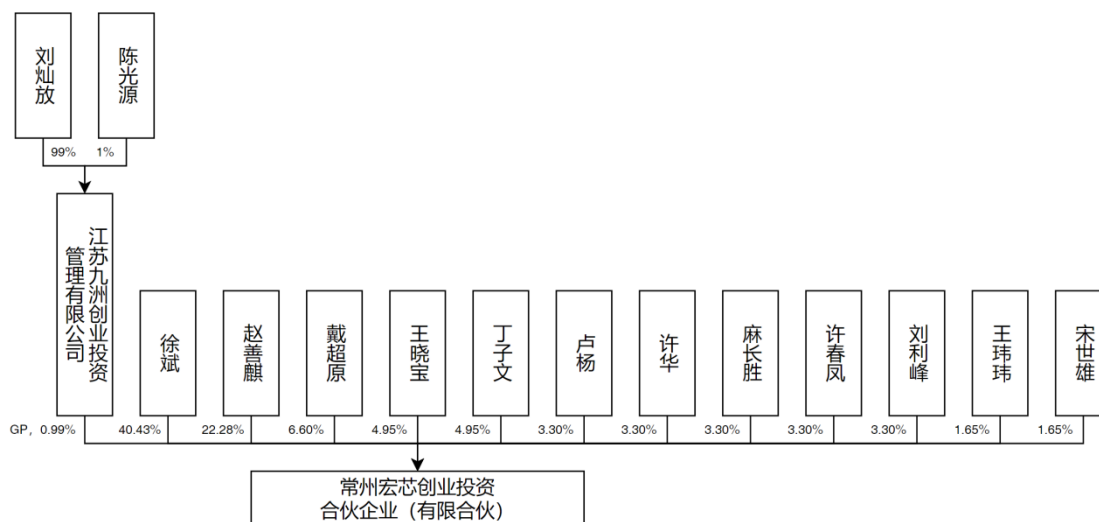 刘灿放
陈光源
99%
1%
江苏九洲创业投资
管理有限公司
徐斌
赵善麒
戴超原
王晓宝
丁子文
卢杨
许华
麻长胜
许春凤
刘利峰
王玮玮
宋世雄
GP，0.99%
40.43%
22.28%
6.60%
4.95%
4.95%
3.30%
3.30%
3.30%
3.30%
3.30%
1.65%
1.65%
常州宏芯创业投资
合伙企业（有限合伙）